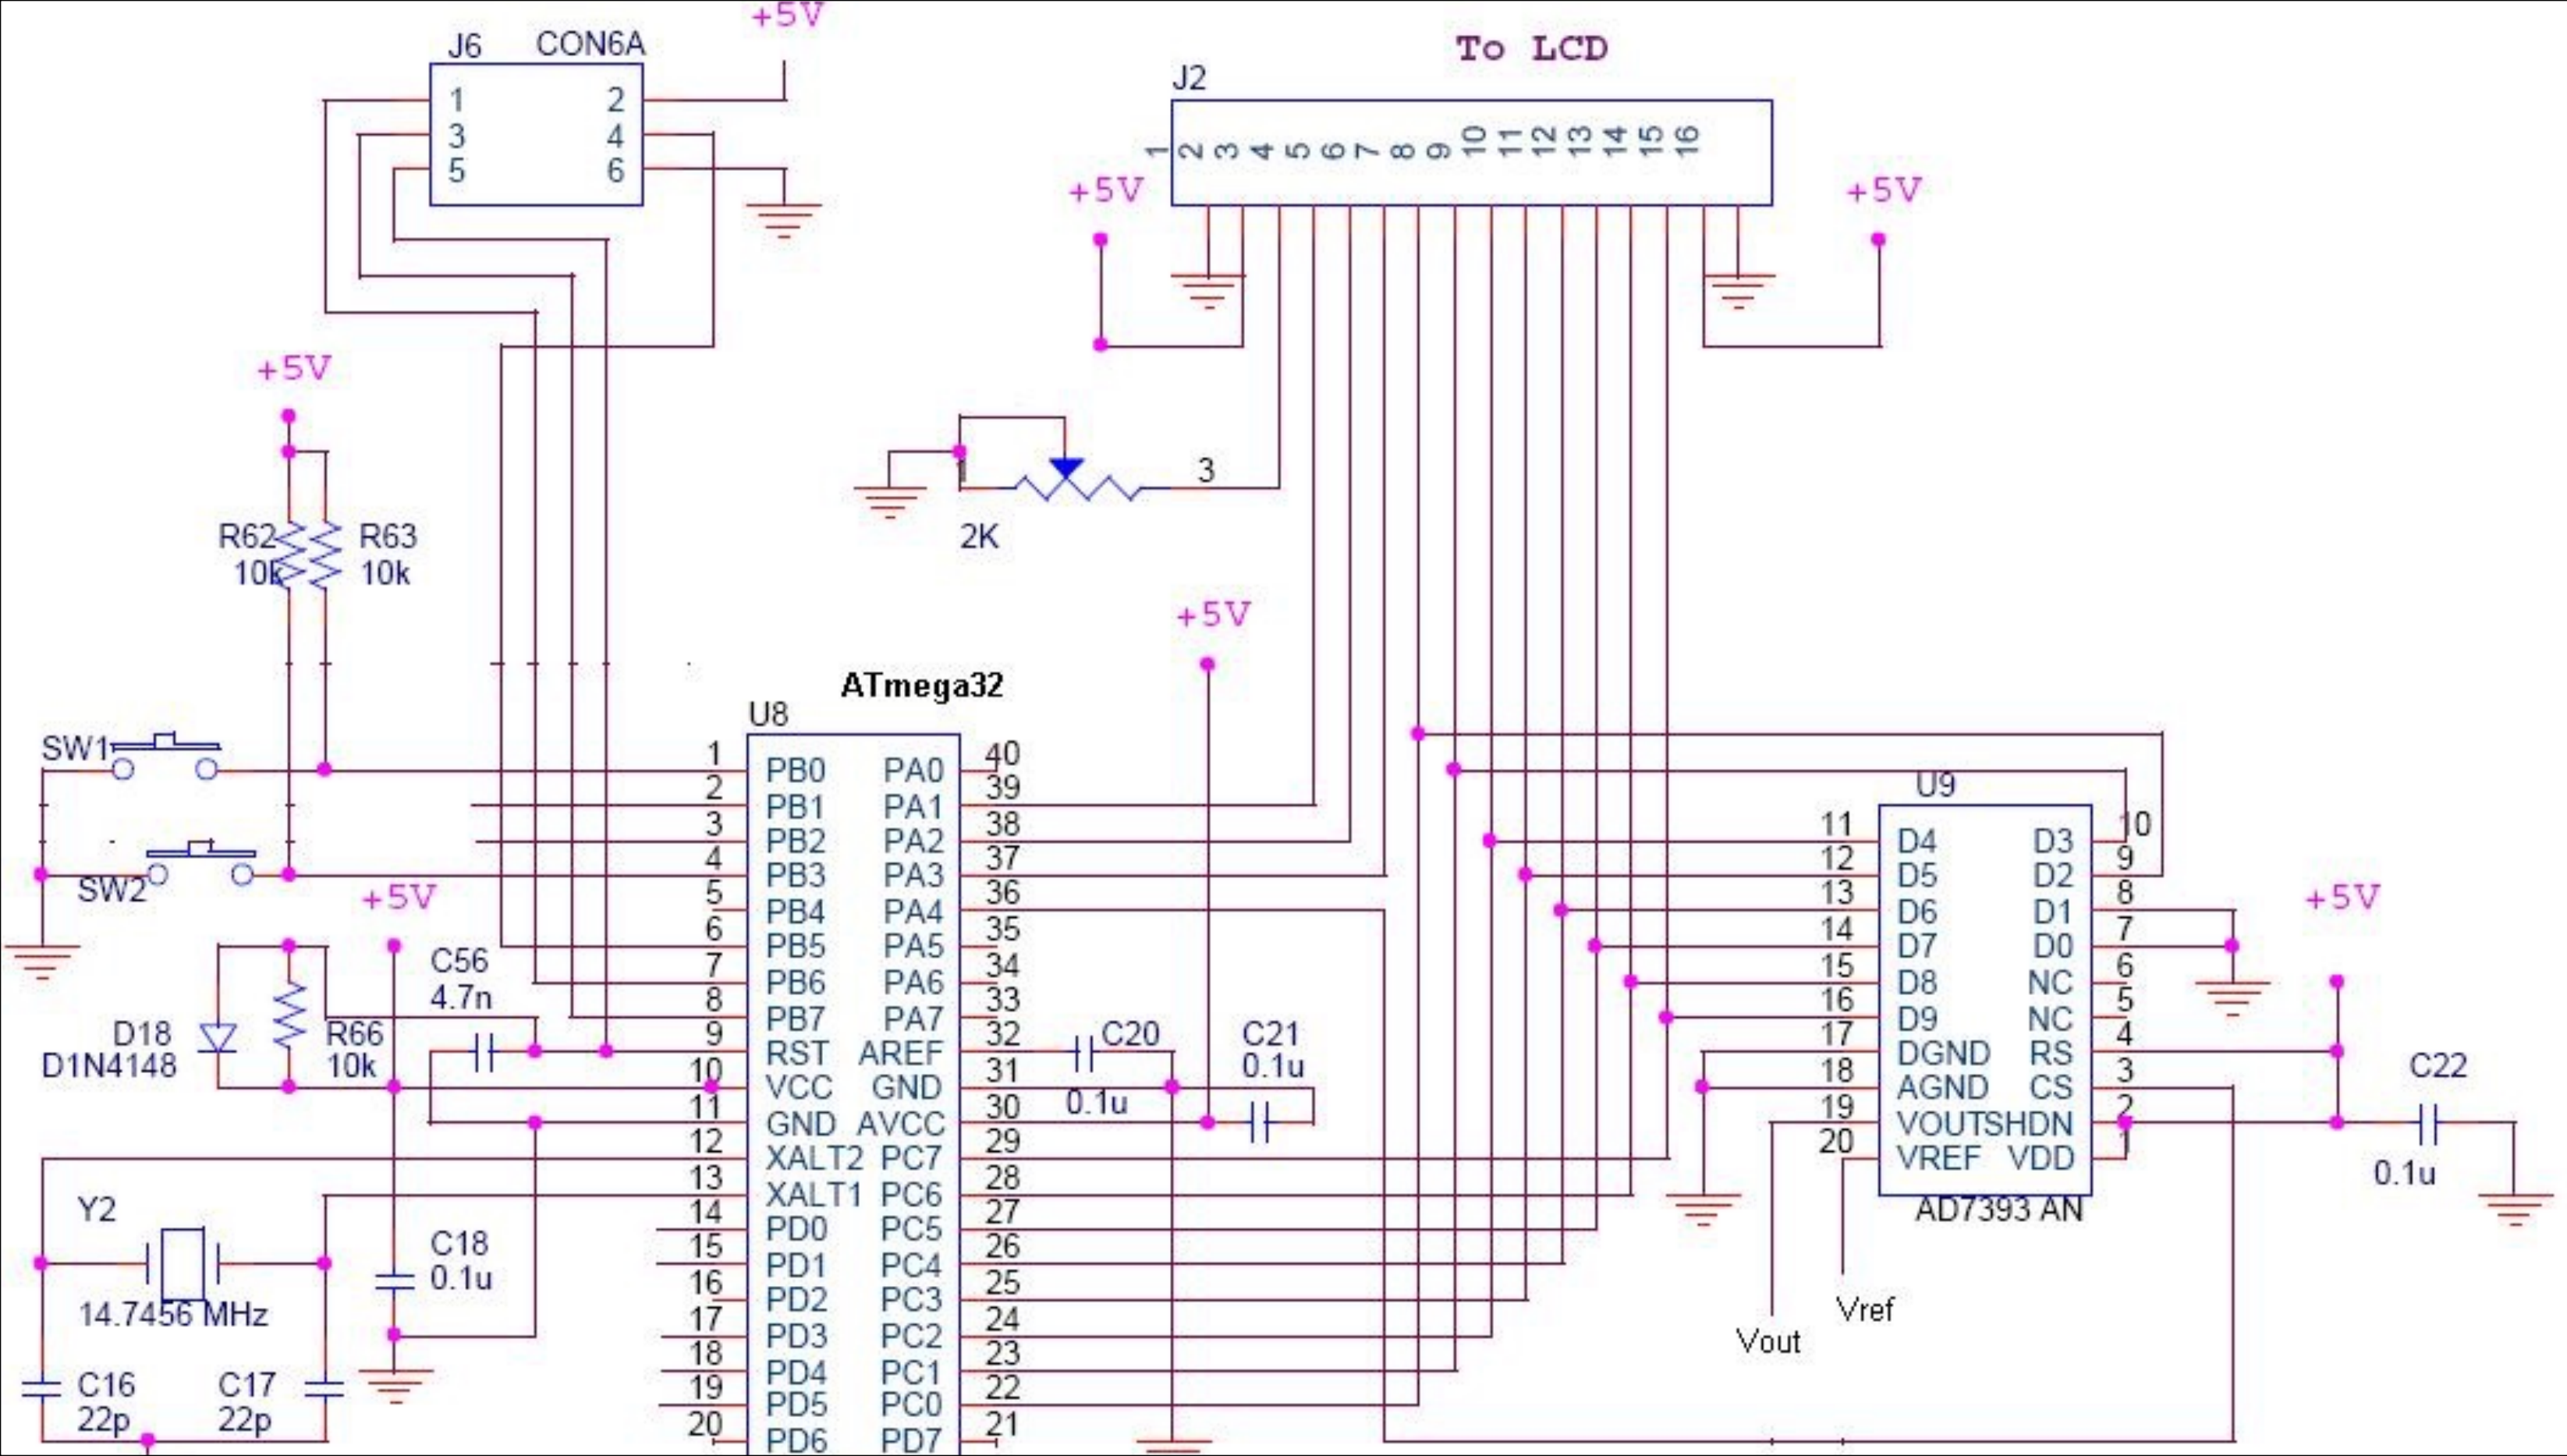 +5V
J6 CON6A
1 2
3 4
5 6
To LCD
J2
1 2 3 4 5 6 7 8 9 10 11 12 13 14 15 16
+5V
+5V
+5V
R62
10k
R63
10k
3
2K
+5V
ATmega32
U8
SW1
SW2
+5V
1 PB0 PA0 40
2 PB1 PA1 39
3 PB2 PA2 38
4 PB3 PA3 37
5 PB4 PA4 36
6 PB5 PA5 35
7 PB6 PA6 34
8 PB7 PA7 33
9 RST AREF 32
10 VCC GND 31
11 GND AVCC 30
12 XALT2 PC7 29
13 XALT1 PC6 28
14 PD0 PC5 27
15 PD1 PC4 26
16 PD2 PC3 25
17 PD3 PC2 24
18 PD4 PC1 23
19 PD5 PC0 22
20 PD6 PD7 21
C56
4.7n
D18
D1N4148
R66
10k
C20
0.1u
C21
0.1u
Y2
14.7456 MHz
C18
0.1u
C16
22p
C17
22p
U9
11 D4 D3 10
12 D5 D2 9
13 D6 D1 8
14 D7 D0 7
15 D8 NC 6
16 D9 NC 5
17 DGND RS 4
18 AGND CS 3
19 VOUT SHDN 2
20 VREF VDD 1
AD7393 AN
+5V
C22
0.1u
Vref
Vout